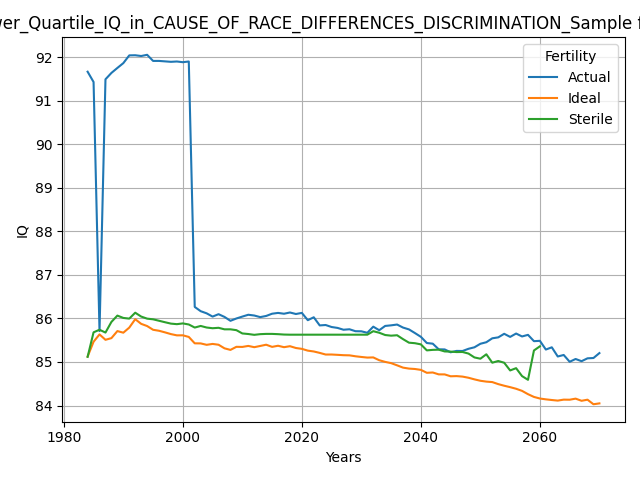 _Quartile_IQ_in_CAUSE_OF_RACE_DIFFERENCES_DISCRIMINATION_Sample
Fertility
Actual
Ideal
Sterile
92
91
90
89
88
87
86
85
84
IQ
1980
2000
2020
2040
2060
Years